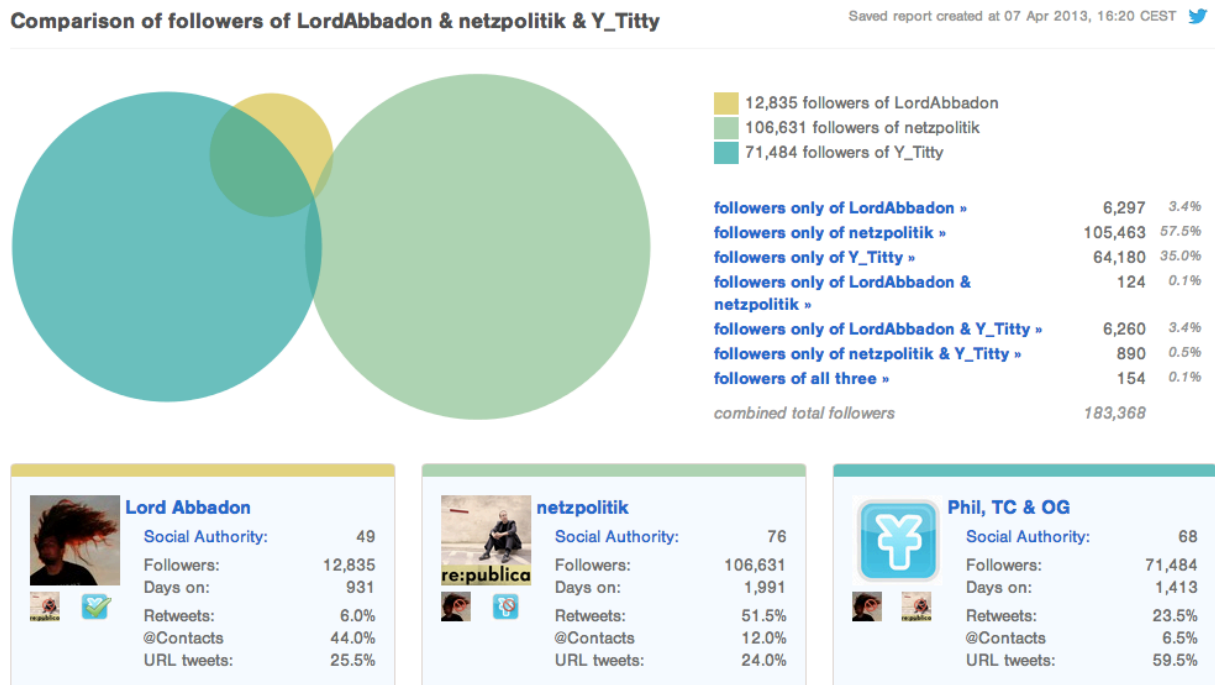 Comparison of followers of LordAbbadon & netzpolitik & Y_Titty
Saved report created at 07 Apr 2013, 16:20 CEST
12,835 followers of LordAbbadon
106,631 followers of netzpolitik
71,484 followers of Y_Titty
followers only of LordAbbadon » 6,297 3.4%
followers only of netzpolitik » 105,463 57.5%
followers only of Y_Titty » 64,180 35.0%
followers only of LordAbbadon & 124 0.1%
netzpolitik »
followers only of LordAbbadon & Y_Titty » 6,260 3.4%
followers only of netzpolitik & Y_Titty » 890 0.5%
followers of all three » 154 0.1%
combined total followers 183,368
Lord Abbadon
Social Authority: 49
Followers: 12,835
Days on: 931
Retweets: 6.0%
@Contacts 44.0%
URL tweets: 25.5%
netzpolitik
re:publica
Social Authority: 76
Followers: 106,631
Days on: 1,991
Retweets: 51.5%
@Contacts 12.0%
URL tweets: 24.0%
Phil, TC & OG
Social Authority: 68
Followers: 71,484
Days on: 1,413
Retweets: 23.5%
@Contacts 6.5%
URL tweets: 59.5%